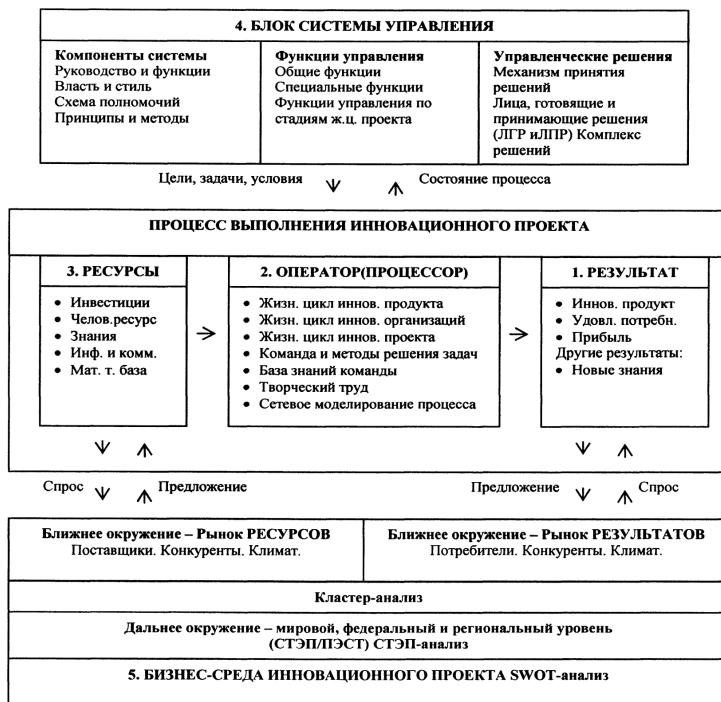 4. БЛОК СИСТЕМЫ УПРАВЛЕНИЯ
Компоненты системы
Руководство и функции
Власть и стиль
Схема полномочий
Принципы и методы
Функции управления
Общие функции
Специальные функции
Функции управления по
стадиям ж.ц. проекта
Управленческие решения
Механизм принятия
решений
Лица, готовящие и
принимающие решения
(ЛГР иЛПР) Комплекс
решений
Цели, задачи, условия
Состояние процесса
ПРОЦЕСС ВЫПОЛНЕНИЯ ИННОВАЦИОННОГО ПРОЕКТА
3. РЕСУРСЫ
• Инвестиции
• Челов.ресурс
• Знания
• Инф. и комм.
• Мат. т. база
2. ОПЕРАТОР(ПРОЦЕССОР)
• Жизн. цикл иннов. продукта
• Жизн. цикл иннов. организаций
• Жизн. цикл иннов. проекта
• Команда и методы решения задач
• База знаний команды
• Творческий труд
• Сетевое моделирование процесса
1. РЕЗУЛЬТАТ
• Иннов. продукт
• Удовл. потребн.
• Прибыль
Другие результаты:
• Новые знания
Спрос
Предложение
Предложение
Спрос
Ближнее окружение – Рынок РЕСУРСОВ
Поставщики. Конкуренты. Климат.
Ближнее окружение – Рынок РЕЗУЛЬТАТОВ
Потребители. Конкуренты. Климат.
Кластер-анализ
Дальнее окружение – мировой, федеральный и региональный уровень
(СТЭП/ПЭСТ) СТЭП-анализ
5. БИЗНЕС-СРЕДА ИННОВАЦИОННОГО ПРОЕКТА SWOT-анализ